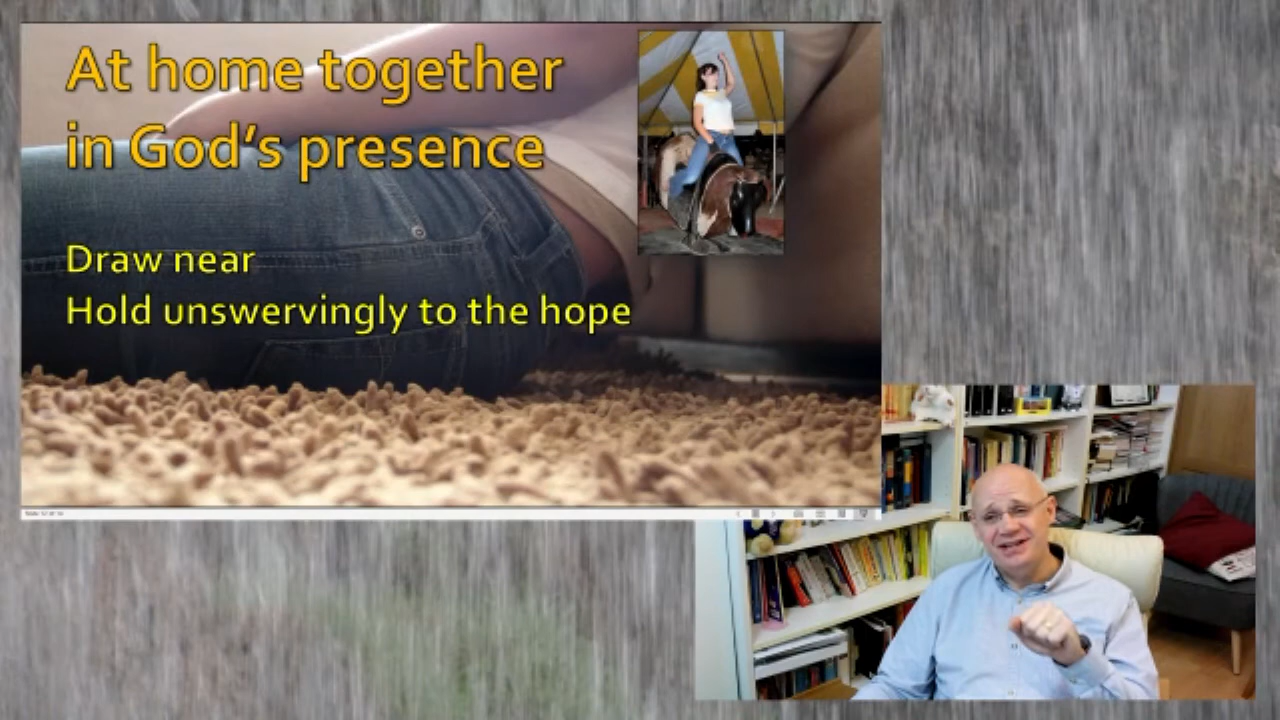 At home together
in God's presence
Draw near
Hold unswervingly to the hope